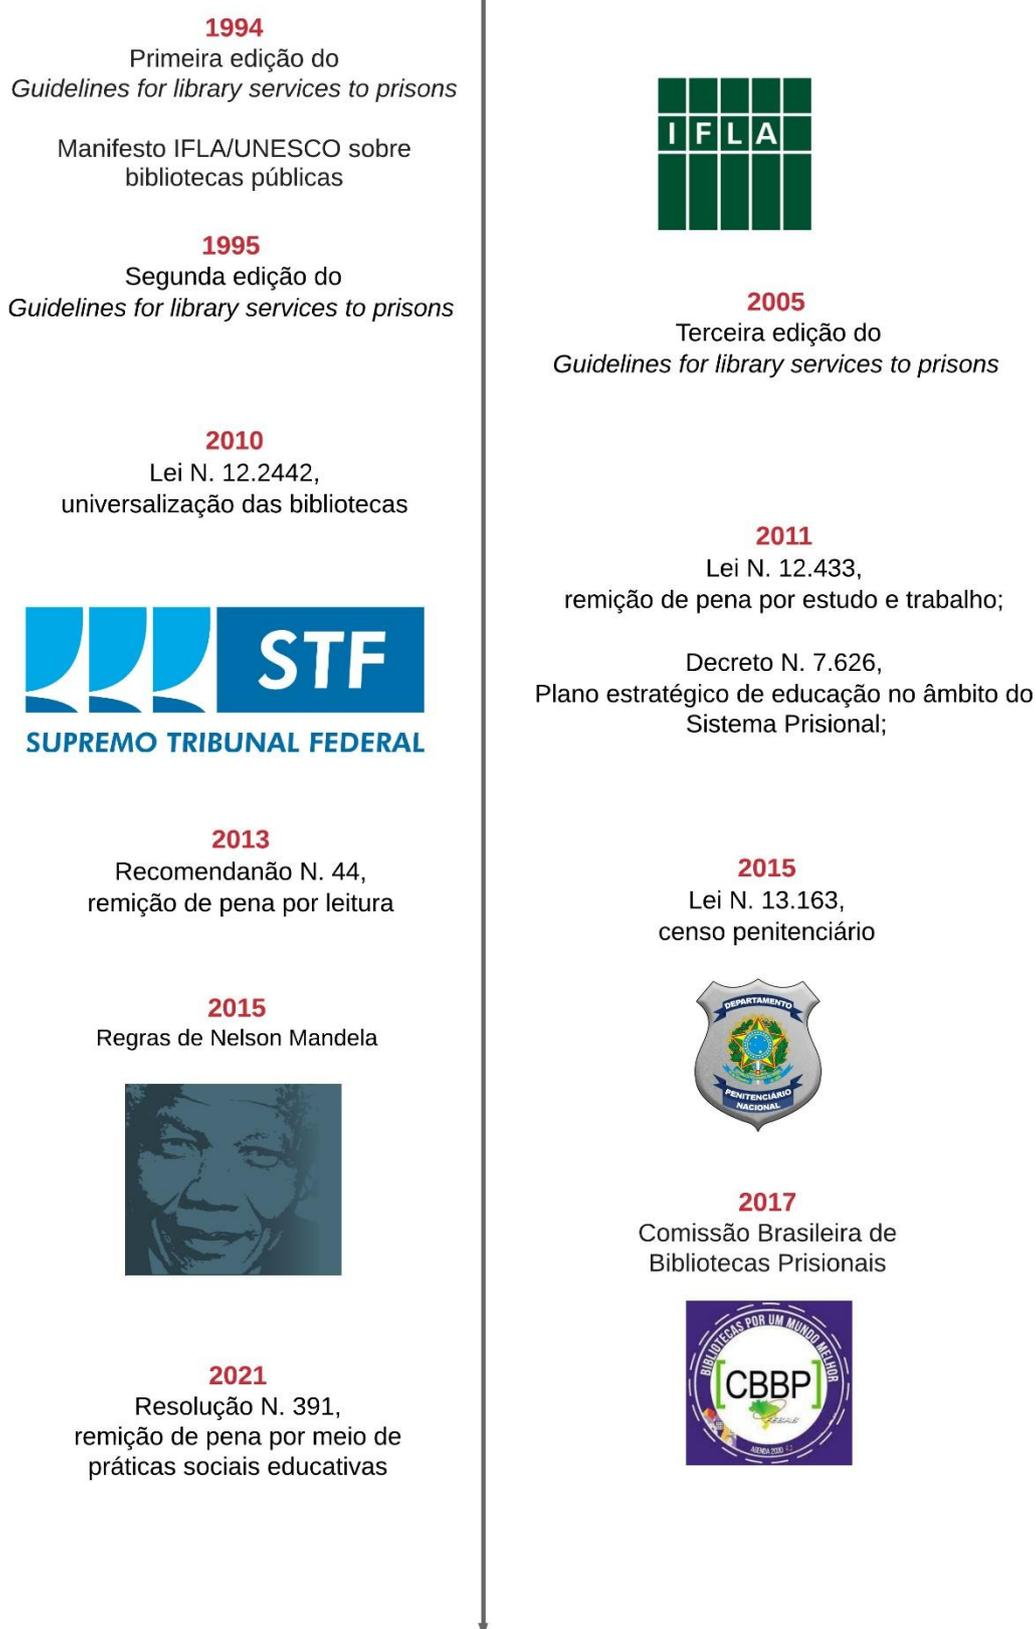 1994
Primeira edição do
Guidelines for library services to prisons
Manifesto IFLA/UNESCO sobre
bibliotecas públicas
IFLA
1995
Segunda edição do
Guidelines for library services to prisons
2005
Terceira edição do
Guidelines for library services to prisons
2010
Lei N. 12.2442,
universalização das bibliotecas
2011
Lei N. 12.433,
remição de pena por estudo e trabalho;
Decreto N. 7.626,
Plano estratégico de educação no âmbito do
Sistema Prisional;
STF
SUPREMO TRIBUNAL FEDERAL
2013
Recomendanão N. 44,
remição de pena por leitura
2015
Lei N. 13.163,
censo penitenciário
DEPARTAMENTO
PENITENCIÁRIO
NACIONAL
2015
Regras de Nelson Mandela
2017
Comissão Brasileira de
Bibliotecas Prisionais
BIBLIOTECAS POR UM MUNDO MELHOR
[CBBP]
FEBAB
AGENDA 2030
2021
Resolução N. 391,
remição de pena por meio de
práticas sociais educativas